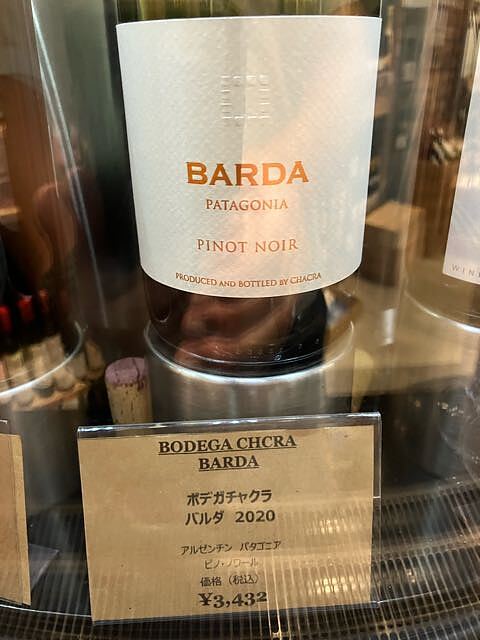 BARDA
PATAGONIA
PINOT NOIR
PRODUCED AND BOTTLED BY CHACRA
WIN
BODEGA CHCRA
BARDA
ボデガチャクラ
バルダ 2020
アルゼンチン パタゴニア
ピノ・ノワール
価格（税込）
¥3,432